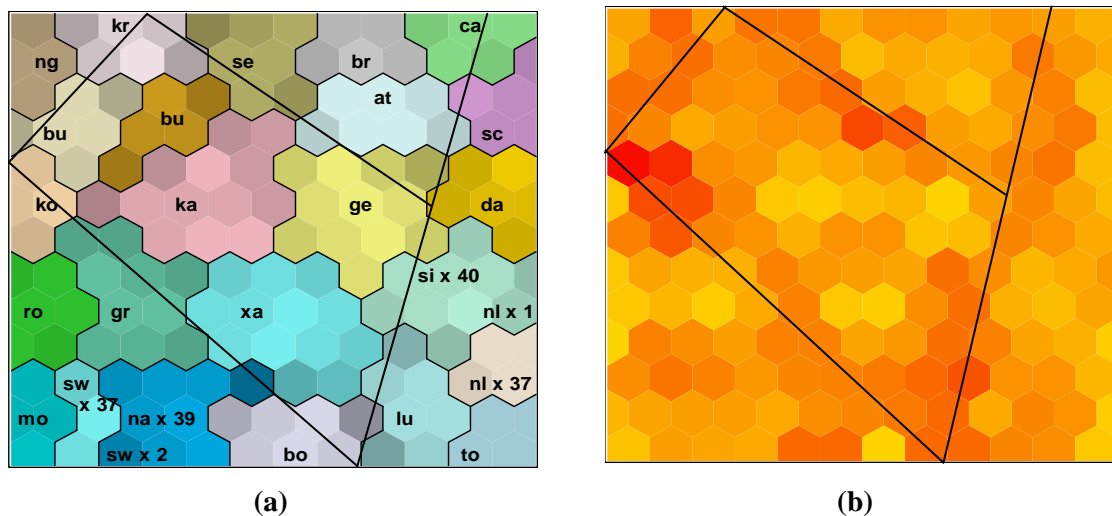 kr
ca
ng
se
br
at
bu
bu
sc
ko
ka
ge
da
si x 40
ro
gr
xa
nl x 1
sw
x 37
nl x 37
mo
na x 39
lu
sw x 2
bo
to
(a)
(b)